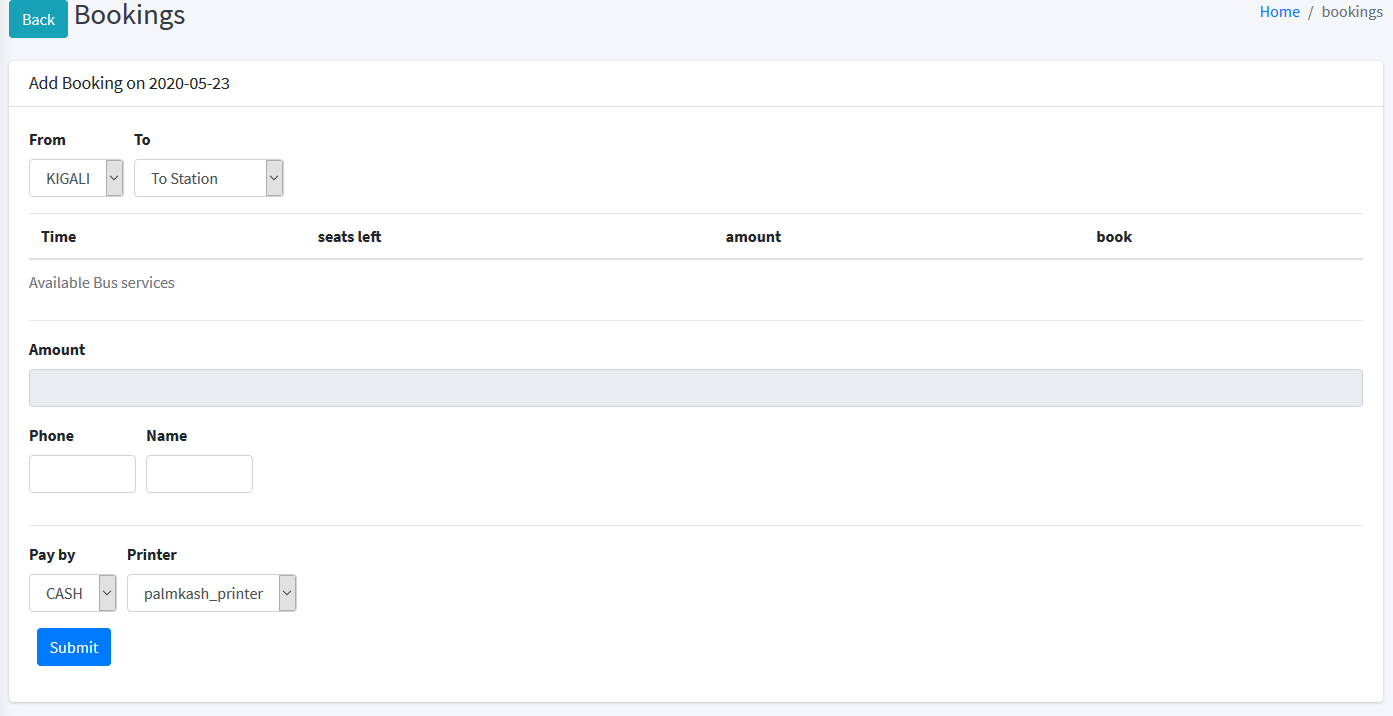 Back Bookings Home / bookings
Add Booking on 2020-05-23
From To
KIGALI To Station
Time seats left amount book
Available Bus services
Amount
Phone Name
Pay by Printer
CASH palmkash_printer
Submit